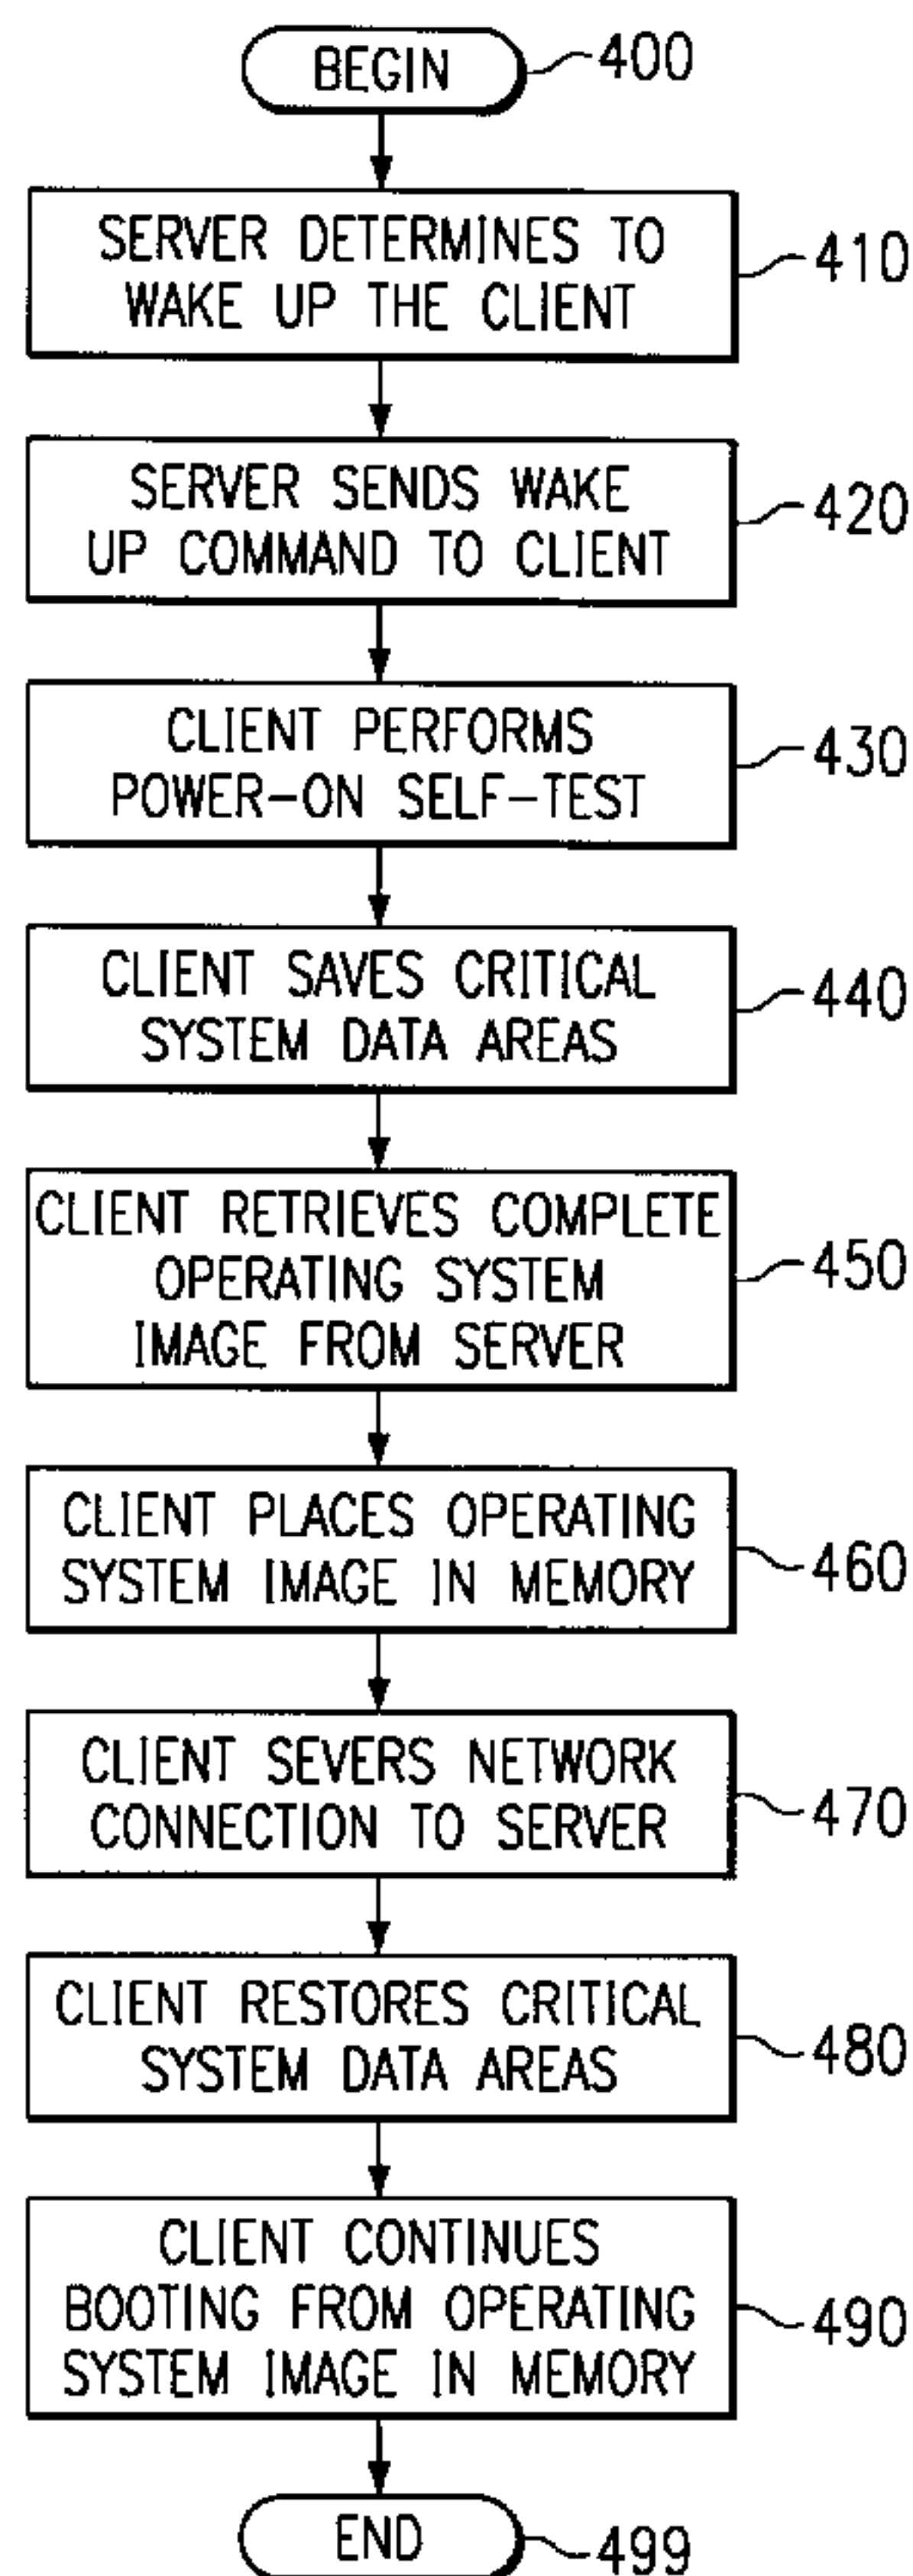 BEGIN
400
SERVER DETERMINES TO
WAKE UP THE CLIENT
410
SERVER SENDS WAKE
UP COMMAND TO CLIENT
420
CLIENT PERFORMS
POWER-ON SELF-TEST
430
CLIENT SAVES CRITICAL
SYSTEM DATA AREAS
440
CLIENT RETRIEVES COMPLETE
OPERATING SYSTEM
IMAGE FROM SERVER
450
CLIENT PLACES OPERATING
SYSTEM IMAGE IN MEMORY
460
CLIENT SEVERS NETWORK
CONNECTION TO SERVER
470
CLIENT RESTORES CRITICAL
SYSTEM DATA AREAS
480
CLIENT CONTINUES
BOOTING FROM OPERATING
SYSTEM IMAGE IN MEMORY
490
END
499